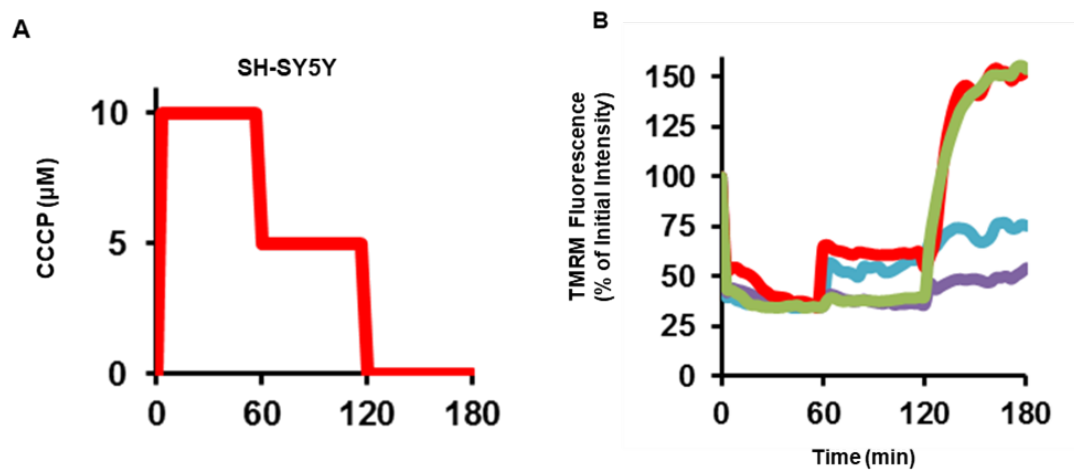 A
SH-SY5Y
CCCP (µM)
10
5
0
0 60 120 180
B
TMRM Fluorescence
(% of Initial Intensity)
150
125
100
75
50
25
0
0 60 120 180
Time (min)